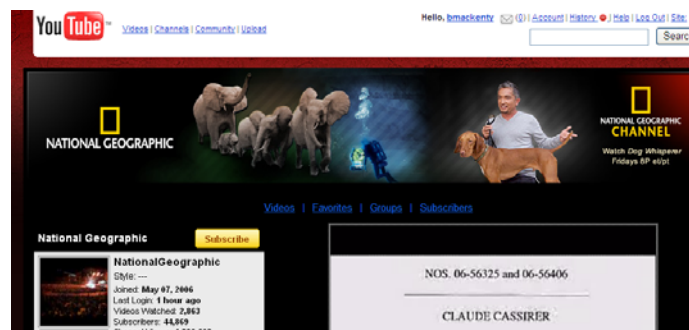 YouTube™ Videos | Channels | Community | Upload
Hello, bmackenty (0) | Account | History | Help | Log Out | Site:
Searc
NATIONAL GEOGRAPHIC
NATIONAL GEOGRAPHIC
CHANNEL
Watch Dog Whisperer
Fridays 8P et/pt
Videos | Favorites | Groups | Subscribers
National Geographic Subscribe
NationalGeographic
Style: ---
Joined: May 07, 2006
Last Login: 1 hour ago
Videos Watched: 2,863
Subscribers: 44,869
NOS. 06-56325 and 06-56406
CLAUDE CASSIRER